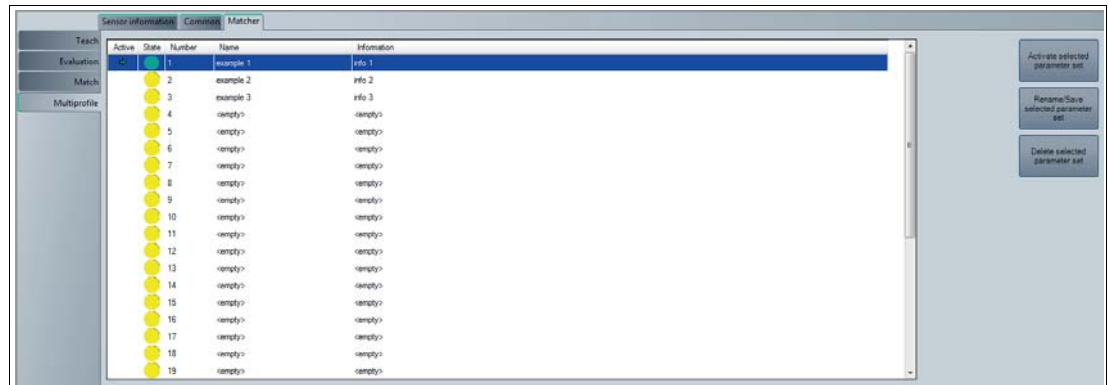 Sensor information Common Matcher
Teach
Evaluation
Match
Multiprofile
Active State Number Name Information
1 example 1 info 1
2 example 2 info 2
3 example 3 info 3
4 <empty> <empty>
5 <empty> <empty>
6 <empty> <empty>
7 <empty> <empty>
8 <empty> <empty>
9 <empty> <empty>
10 <empty> <empty>
11 <empty> <empty>
12 <empty> <empty>
13 <empty> <empty>
14 <empty> <empty>
15 <empty> <empty>
16 <empty> <empty>
17 <empty> <empty>
18 <empty> <empty>
19 <empty> <empty>
Activate selected
parameter set
Rename/Save
selected parameter
set
Delete selected
parameter set